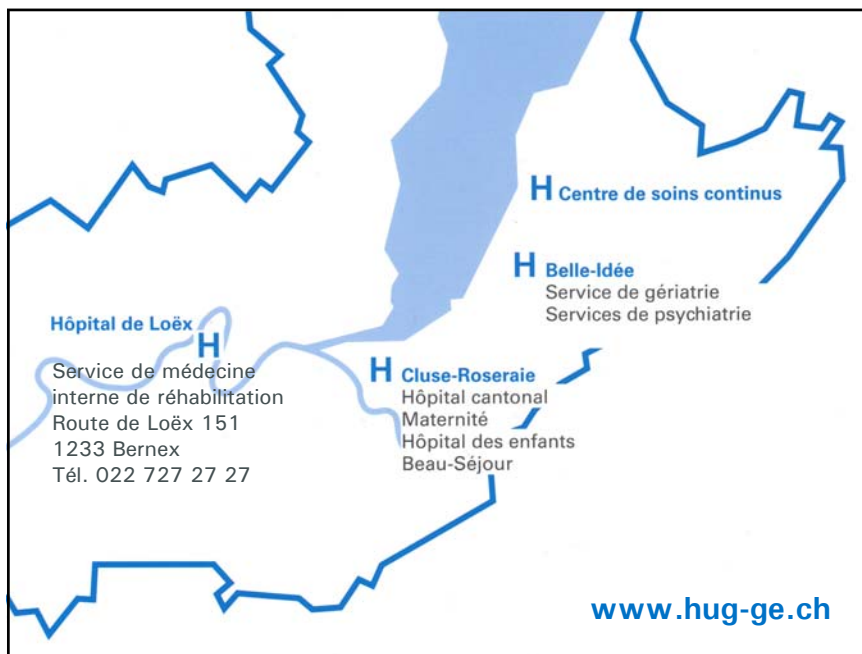 H Centre de soins continus
H Belle-Idée
Service de gériatrie
Services de psychiatrie
Hôpital de Loëx
H
Service de médecine
interne de réhabilitation
Route de Loëx 151
1233 Bernex
Tél. 022 727 27 27
H Cluse-Roseraie
Hôpital cantonal
Maternité
Hôpital des enfants
Beau-Séjour
www.hug-ge.ch